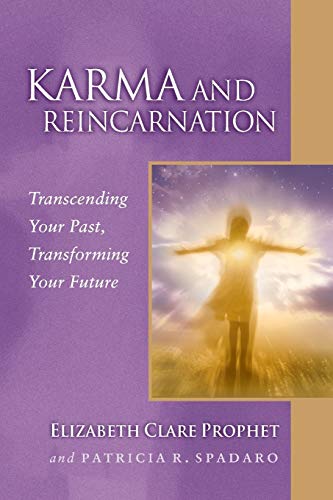 KARMA AND
REINCARNATION
Transcending
Your Past,
Transforming
Your Future
ELIZABETH CLARE PROPHET
and PATRICIA R. SPADARO